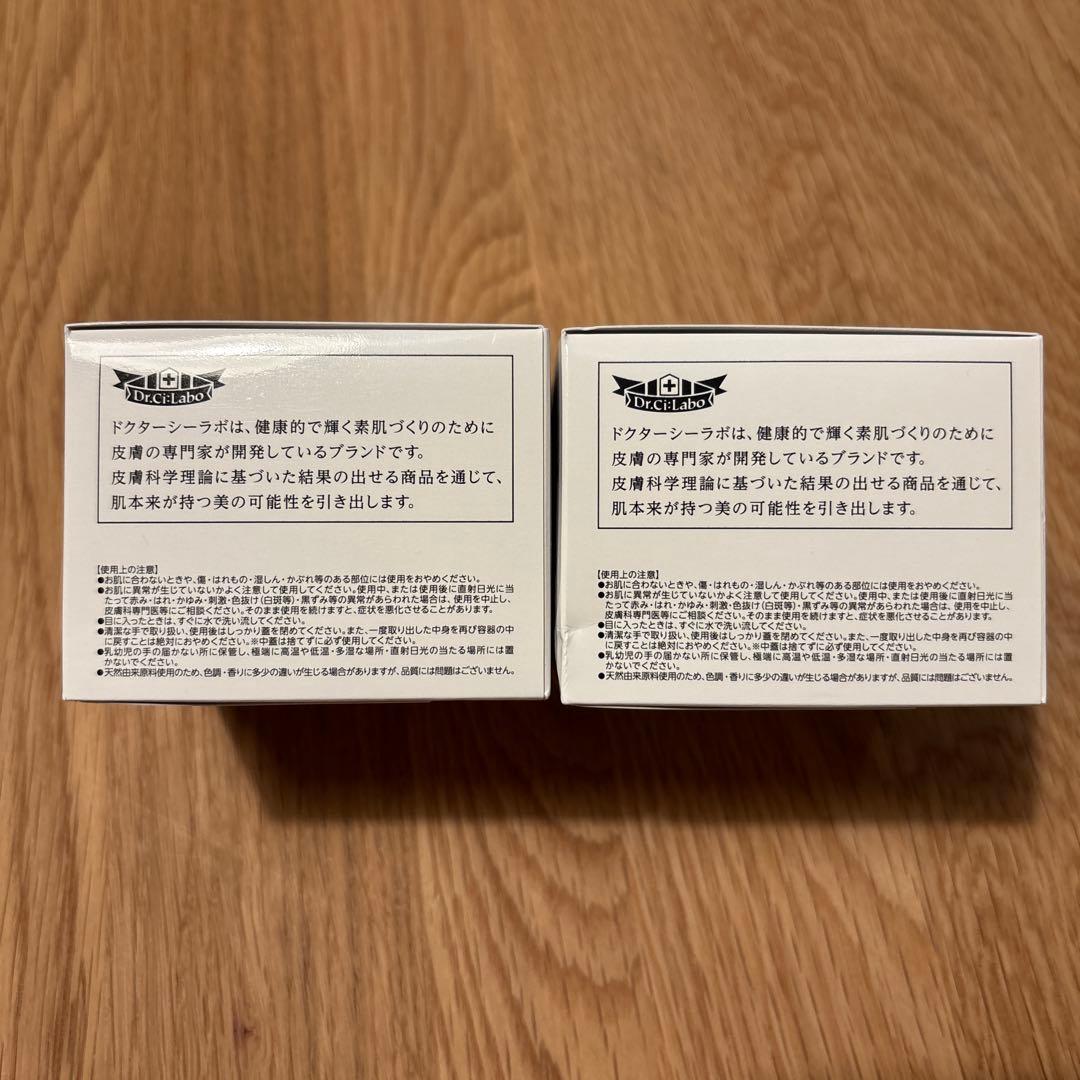 Dr.Ci:Labo
ドクターシーラボは、健康的で輝く素肌づくりのために
皮膚の専門家が開発しているブランドです。
皮膚科学理論に基づいた結果の出せる商品を通じて、
肌本来が持つ美の可能性を引き出します。
【使用上の注意】
●お肌に合わないときや、傷・はれもの・湿しん・かぶれ等のある部位には使用をおやめください。
●お肌に異常が生じていないかよく注意して使用してください。使用中、または使用後に直射日光に当
たって赤み・はれ・かゆみ・刺激・色抜け(白斑等)・黒ずみ等の異常があらわれた場合は、使用を中止し、
皮膚科専門医等にご相談ください。そのまま使用を続けますと、症状を悪化させることがあります。
●目に入ったときは、すぐに水で洗い流してください。
●清潔な手で取り扱い、使用後はしっかり蓋を閉めてください。また、一度取り出した中身を再び容器の中
に戻すことは絶対におやめください。※中蓋は捨てずに必ず使用してください。
●乳幼児の手の届かない所に保管し、極端に高温や低温・多湿な場所・直射日光の当たる場所には置
かないでください。
●天然由来原料使用のため、色調・香りに多少の違いが生じる場合がありますが、品質には問題はございません。
Dr.Ci:Labo
ドクターシーラボは、健康的で輝く素肌づくりのために
皮膚の専門家が開発しているブランドです。
皮膚科学理論に基づいた結果の出せる商品を通じて、
肌本来が持つ美の可能性を引き出します。
【使用上の注意】
●お肌に合わないときや、傷・はれもの・湿しん・かぶれ等のある部位には使用をおやめください。
●お肌に異常が生じていないかよく注意して使用してください。使用中、または使用後に直射日光に当
たって赤み・はれ・かゆみ・刺激・色抜け(白斑等)・黒ずみ等の異常があらわれた場合は、使用を中止し、
皮膚科専門医等にご相談ください。そのまま使用を続けますと、症状を悪化させることがあります。
●目に入ったときは、すぐに水で洗い流してください。
●清潔な手で取り扱い、使用後はしっかり蓋を閉めてください。また、一度取り出した中身を再び容器の中
に戻すことは絶対におやめください。※中蓋は捨てずに必ず使用してください。
●乳幼児の手の届かない所に保管し、極端に高温や低温・多湿な場所・直射日光の当たる場所には置
かないでください。
●天然由来原料使用のため、色調・香りに多少の違いが生じる場合がありますが、品質には問題はございません。